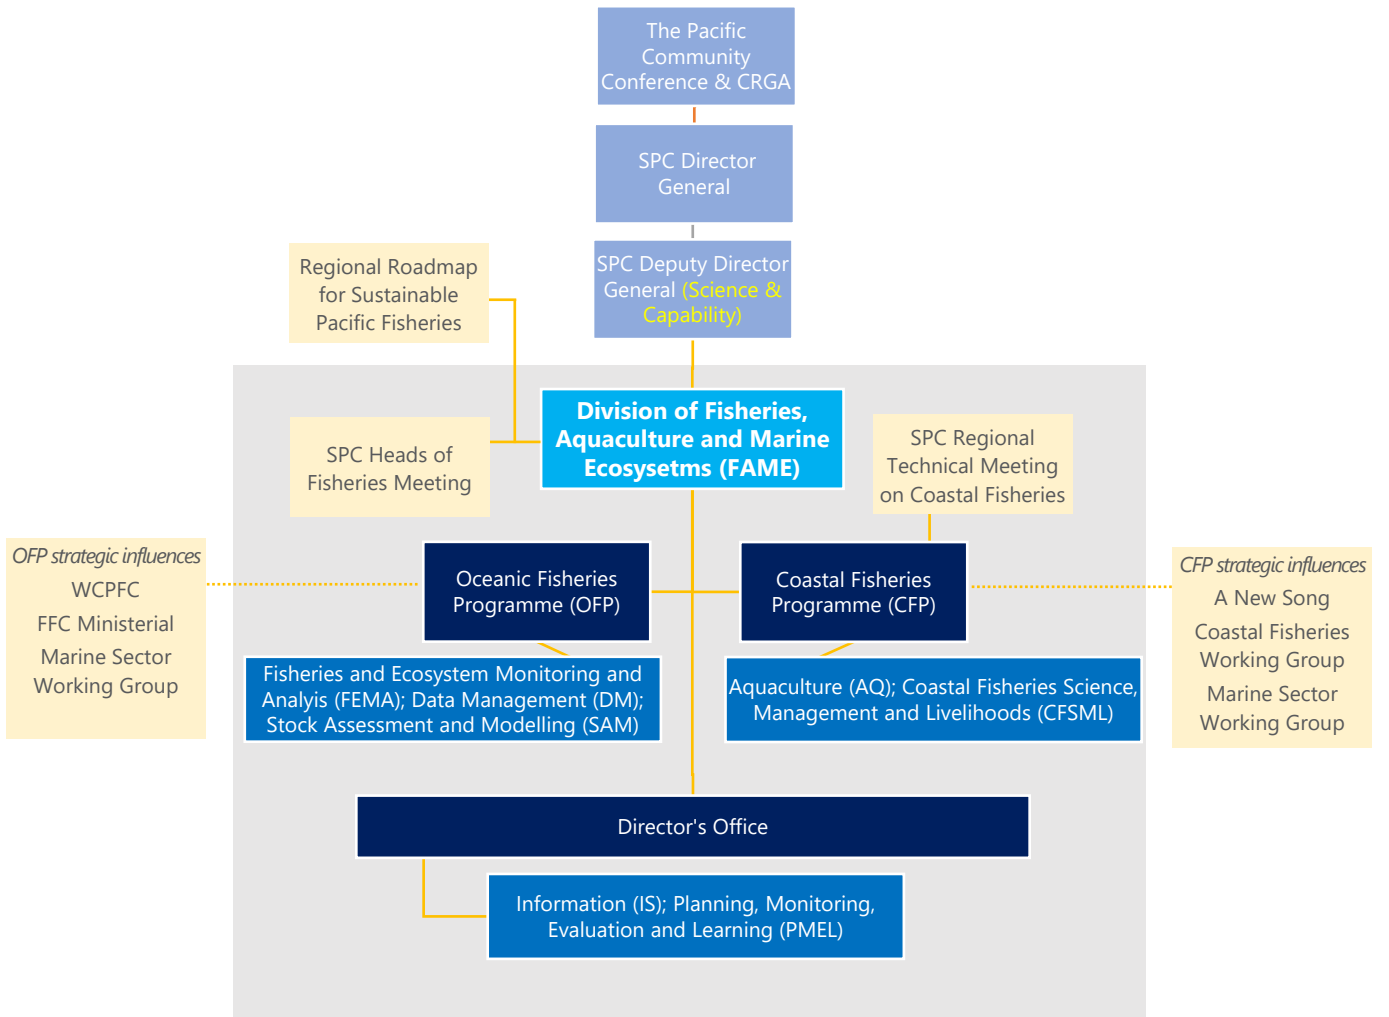 The Pacific
Community
Conference & CRGA
SPC Director
General
SPC Deputy Director
General (Science &
Capability)
Regional Roadmap
for Sustainable
Pacific Fisheries
Division of Fisheries,
Aquaculture and Marine
Ecosysetms (FAME)
SPC Heads of
Fisheries Meeting
SPC Regional
Technical Meeting
on Coastal Fisheries
OFP strategic influences
WCPFC
FFC Ministerial
Marine Sector
Working Group
Oceanic Fisheries
Programme (OFP)
Coastal Fisheries
Programme (CFP)
CFP strategic influences
A New Song
Coastal Fisheries
Working Group
Marine Sector
Working Group
Fisheries and Ecosystem Monitoring and
Analyis (FEMA); Data Management (DM);
Stock Assessment and Modelling (SAM)
Aquaculture (AQ); Coastal Fisheries Science,
Management and Livelihoods (CFSML)
Director's Office
Information (IS); Planning, Monitoring,
Evaluation and Learning (PMEL)